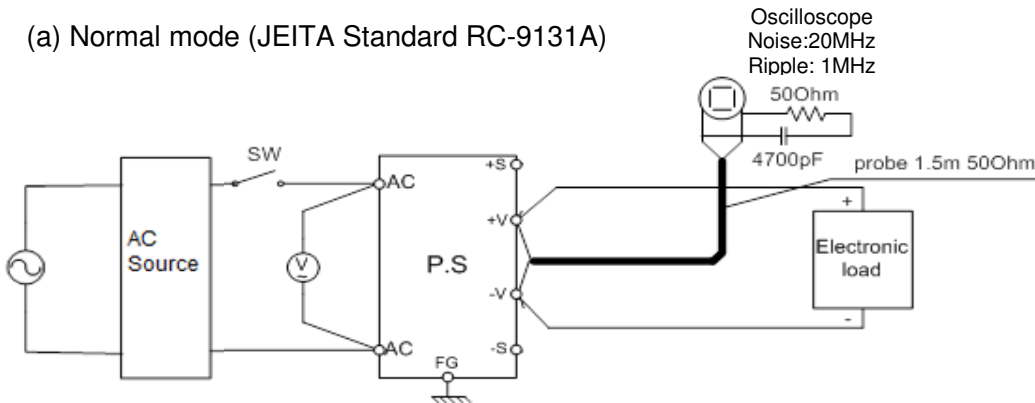 (a) Normal mode (JEITA Standard RC-9131A)
Oscilloscope
Noise:20MHz
Ripple: 1MHz
50Ohm
4700pF
probe 1.5m 50Ohm
SW
+S
AC
+V
+
AC
Source
V
P.S
Electronic
load
-V
-
AC
-S
FG